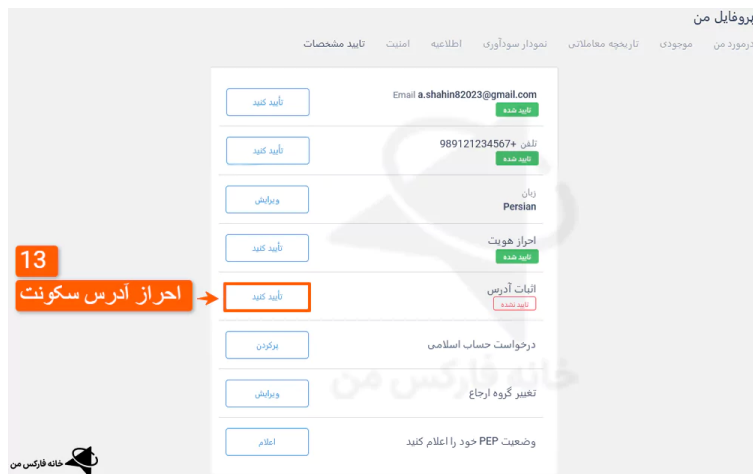 پروفایل من
درمورد من موجودی تاریخچه معاملاتی نمودار سودآوری اطلاعیه امنیت تایید مشخصات
Email a.shahin82023@gmail.com
تایید شده
تأیید کنید
تلفن +989121234567
تایید شده
تأیید کنید
زبان
Persian
ویرایش
احراز هویت
تایید شده
تأیید کنید
اثبات آدرس
تایید نشده
تأیید کنید
13
احراز آدرس سکونت
درخواست حساب اسلامی
پرکردن
تغییر گروه ارجاع
ویرایش
وضعیت PEP خود را اعلام کنید
اعلام
خانه فارکس من
خانه فارکس من